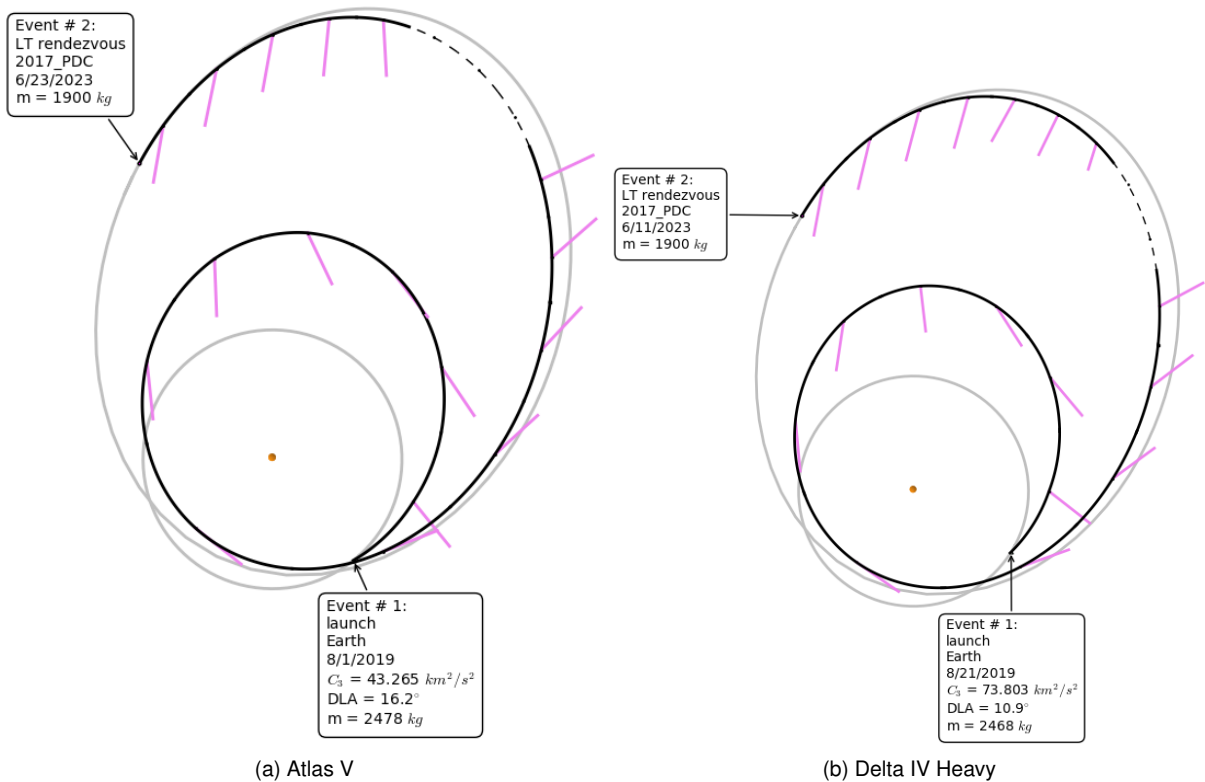 Event # 2:
LT rendezvous
2017_PDC
6/23/2023
m = 1900 kg
Event # 1:
launch
Earth
8/1/2019
C₃ = 43.265 km²/s²
DLA = 16.2°
m = 2478 kg
(a) Atlas V
Event # 2:
LT rendezvous
2017_PDC
6/11/2023
m = 1900 kg
Event # 1:
launch
Earth
8/21/2019
C₃ = 73.803 km²/s²
DLA = 10.9°
m = 2468 kg
(b) Delta IV Heavy